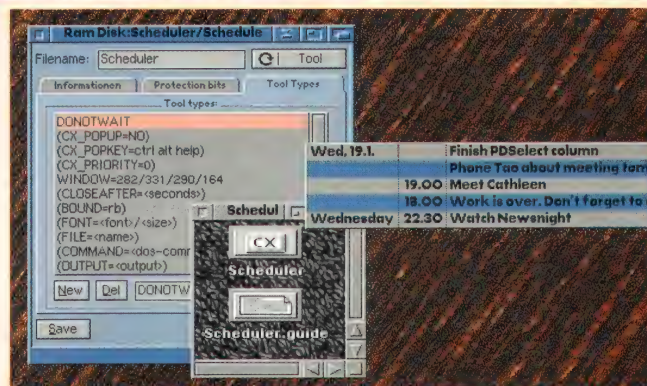 Ram Disk:Scheduler/Schedule
Filename: Scheduler
Tool
Informationen
Protection bits
Tool Types
Tool types:
DONOTWAIT
(CX_POPUP=NO)
(CX_POPKEY=ctrl alt help)
(CX_PRIORITY=0)
WINDOW=282/331/290/164
(CLOSEAFTER=<seconds>)
(BOUND=rb)
(FONT=<font>/<size>)
(FILE=<name>)
(COMMAND=<dos-comm
(OUTPUT=<output>)
New Del DONOTW
Save
Schedul
CX
Scheduler
Scheduler.guide
Wed, 19.1. Finish PDSelect column
Phone Tao about meeting tom
19.00 Meet Cathleen
18.00 Work is over. Don't forget to
Wednesday 22.30 Watch Newsnight